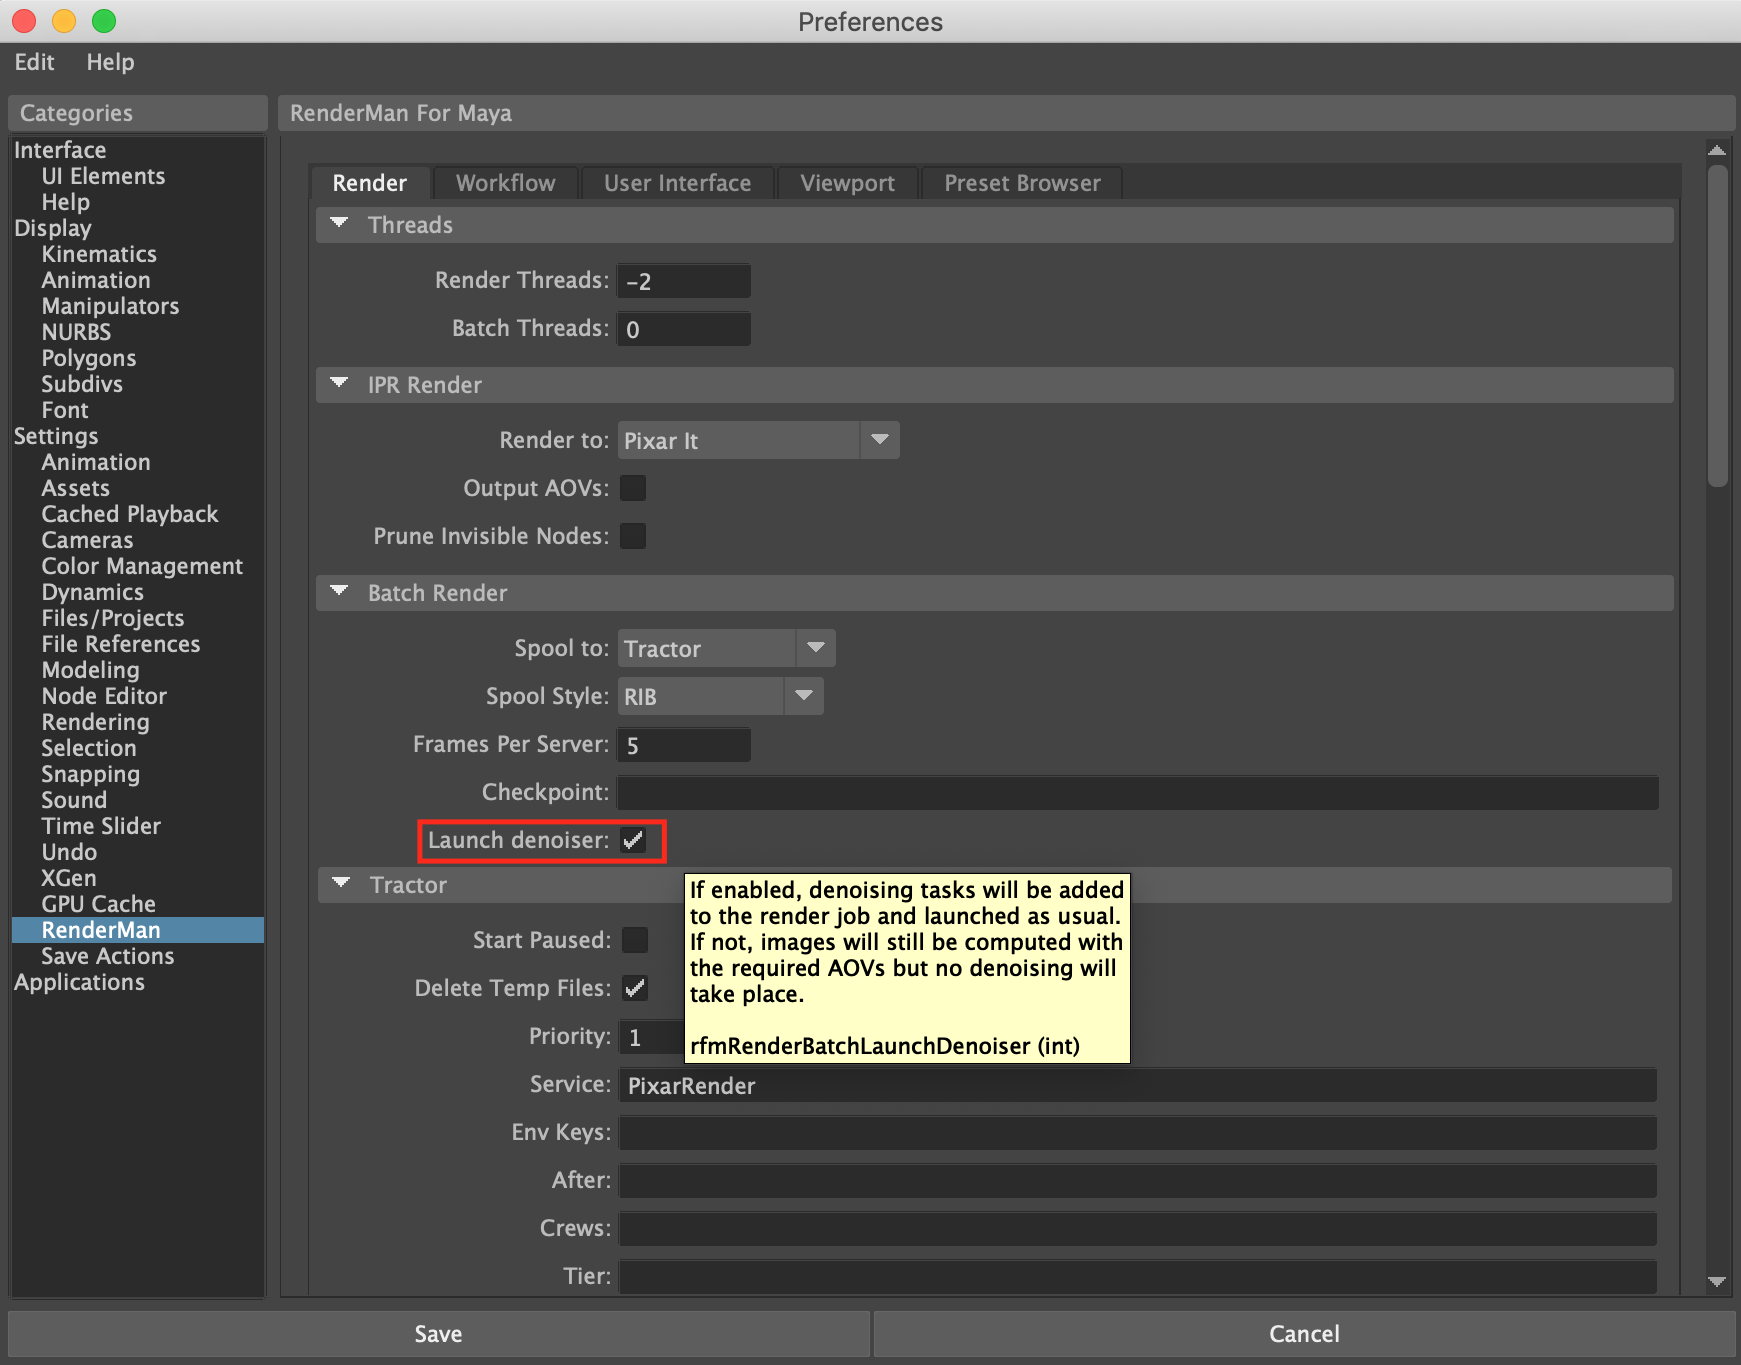 Preferences
Edit Help
Categories
Interface
UI Elements
Help
Display
Kinematics
Animation
Manipulators
NURBS
Polygons
Subdivs
Font
Settings
Animation
Assets
Cached Playback
Cameras
Color Management
Dynamics
Files/Projects
File References
Modeling
Node Editor
Rendering
Selection
Snapping
Sound
Time Slider
Undo
XGen
GPU Cache
RenderMan
Save Actions
Applications
RenderMan For Maya
Render Workflow User Interface Viewport Preset Browser
Threads
Render Threads: -2
Batch Threads: 0
IPR Render
Render to: Pixar It
Output AOVs:
Prune Invisible Nodes:
Batch Render
Spool to: Tractor
Spool Style: RIB
Frames Per Server: 5
Checkpoint:
Launch denoiser:
Tractor
If enabled, denoising tasks will be added
to the render job and launched as usual.
If not, images will still be computed with
the required AOVs but no denoising will
take place.
rfmRenderBatchLaunchDenoiser (int)
Start Paused:
Delete Temp Files:
Priority: 1
Service: PixarRender
Env Keys:
After:
Crews:
Tier:
Save Cancel